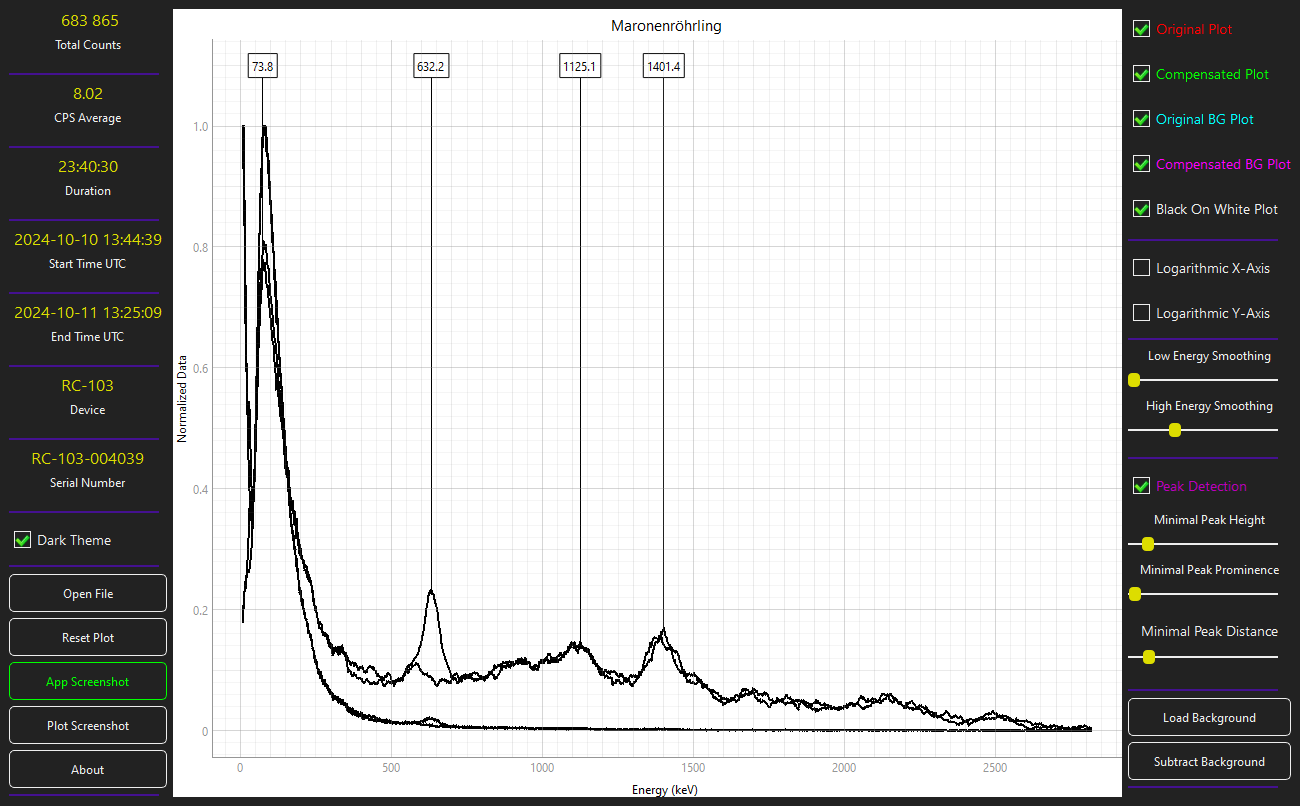 683 865
Total Counts
8.02
CPS Average
23:40:30
Duration
2024-10-10 13:44:39
Start Time UTC
2024-10-11 13:25:09
End Time UTC
RC-103
Device
RC-103-004039
Serial Number
Dark Theme
Open File
Reset Plot
App Screenshot
Plot Screenshot
About
Maronenröhrling
73.8
632.2
1125.1
1401.4
1.0
0.8
0.6
0.4
0.2
0
Normalized Data
0
500
1000
1500
2000
2500
Energy (keV)
Original Plot
Compensated Plot
Original BG Plot
Compensated BG Plot
Black On White Plot
Logarithmic X-Axis
Logarithmic Y-Axis
Low Energy Smoothing
High Energy Smoothing
Peak Detection
Minimal Peak Height
Minimal Peak Prominence
Minimal Peak Distance
Load Background
Subtract Background